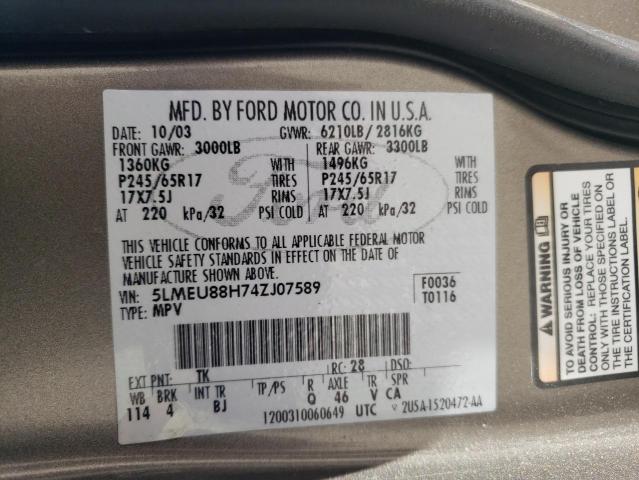 MFD. BY FORD MOTOR CO. IN U.S.A.
DATE: 10/03 GVWR: 6210LB/ 2816KG
FRONT GAWR: 3000LB REAR GAWR: 3300LB
1360KG WITH 1496KG WITH
P245/65R17 TIRES P245/65R17 TIRES
17X7.5J RIMS 17X7.5J RIMS
AT 220 kPa/32 PSI COLD AT 220 kPa/32 PSI COLD
THIS VEHICLE CONFORMS TO ALL APPLICABLE FEDERAL MOTOR
VEHICLE SAFETY STANDARDS IN EFFECT ON THE DATE OF
MANUFACTURE SHOWN ABOVE.
VIN: 5LMEU88H74ZJ07589 F0036
TYPE: MPV T0116
EXT PNT: TK RC: 28 DSO:
WB BRK INT TR TP/PS R AXLE TR SPR
114 4 BJ Q 46 V CA
1200310060649 UTC 2U5A-1520472-AA
Ford
WARNING
TO AVOID SERIOUS INJURY OR
DEATH FROM LOSS OF VEHICLE
CONTROL: REPLACE YOUR TIRES
ONLY WITH THOSE SPECIFIED ON
THE TIRE INSTRUCTIONS LABEL OR
THE CERTIFICATION LABEL.